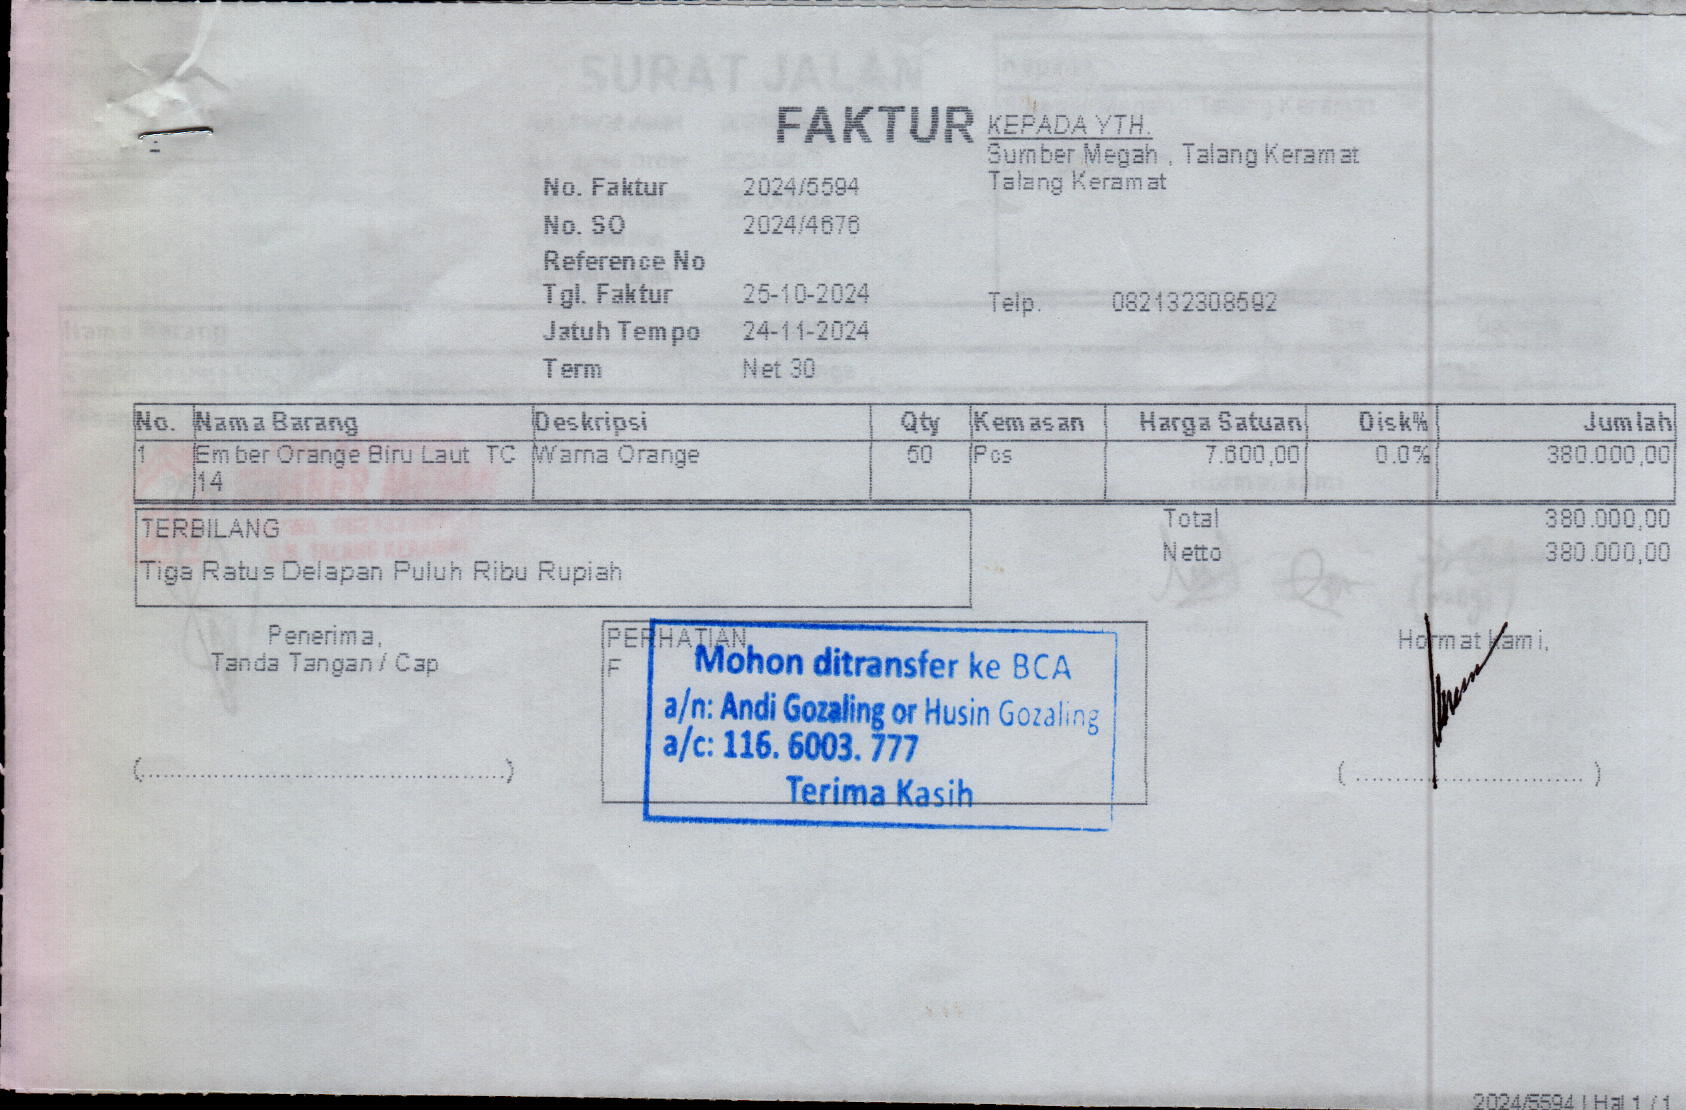 FAKTUR
KEPADA YTH.
Sumber Megah , Talang Keramat
Talang Keramat
No. Faktur 2024/5594
No. SO 2024/4676
Reference No
Tgl. Faktur 25-10-2024
Telp. 082132308592
Jatuh Tempo 24-11-2024
Term Net 30
No. Nama Barang Deskripsi Qty Kemasan Harga Satuan Disk% Jumlah
1 Ember Orange Biru Laut TC Warna Orange 50 Pcs 7.600,00 0.0% 380.000,00
14
Total 380.000,00
TERBILANG
Netto 380.000,00
Tiga Ratus Delapan Puluh Ribu Rupiah
Penerima,
Tanda Tangan / Cap
PERHATIAN
F
Mohon ditransfer ke BCA
a/n: Andi Gozaling or Husin Gozaling
a/c: 116. 6003. 777
Terima Kasih
Hormat Kami,
(....................................................)
( ................................. )
SURAT JALAN
Nama Barang
2024/5594 | Hal 1 / 1